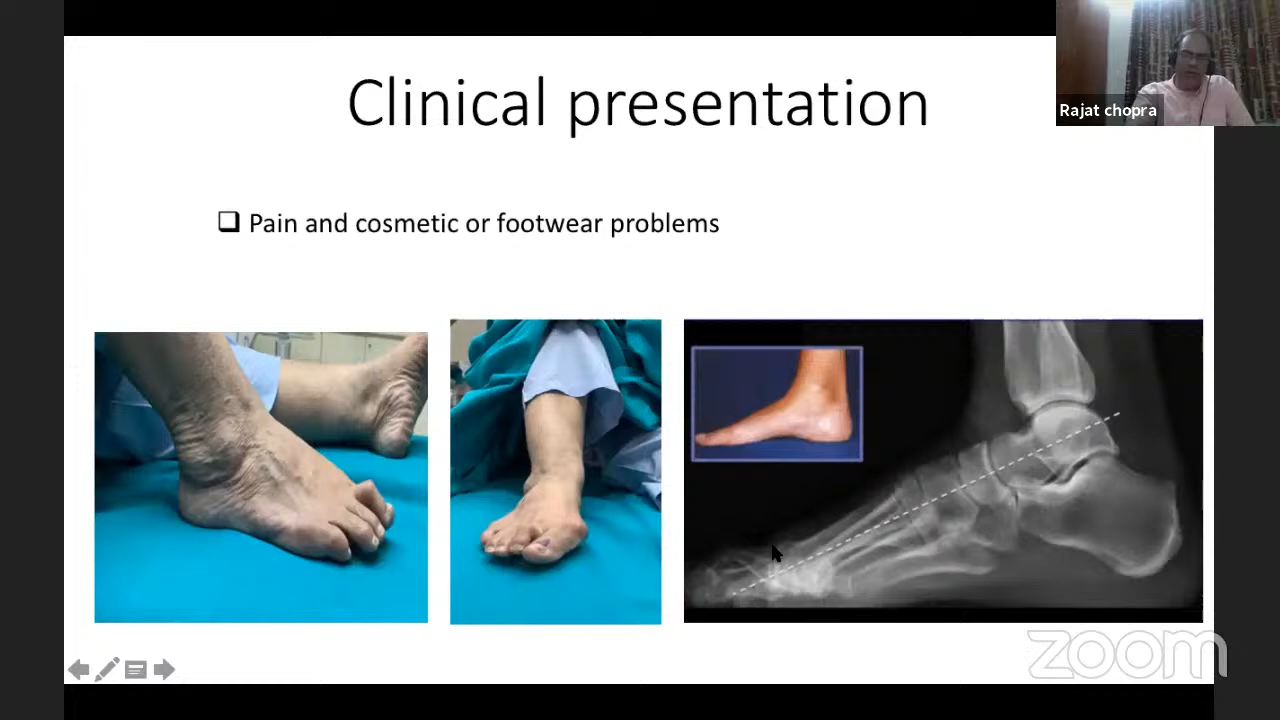 Clinical presentation
Rajat chopra
Pain and cosmetic or footwear problems
zoom